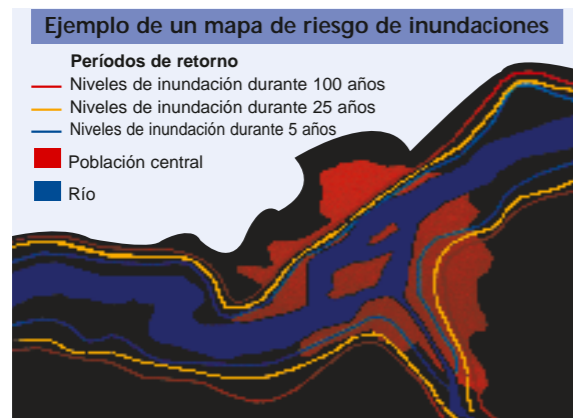 Ejemplo de un mapa de riesgo de inundaciones
Períodos de retorno
Niveles de inundación durante 100 años
Niveles de inundación durante 25 años
Niveles de inundación durante 5 años
Población central
Río